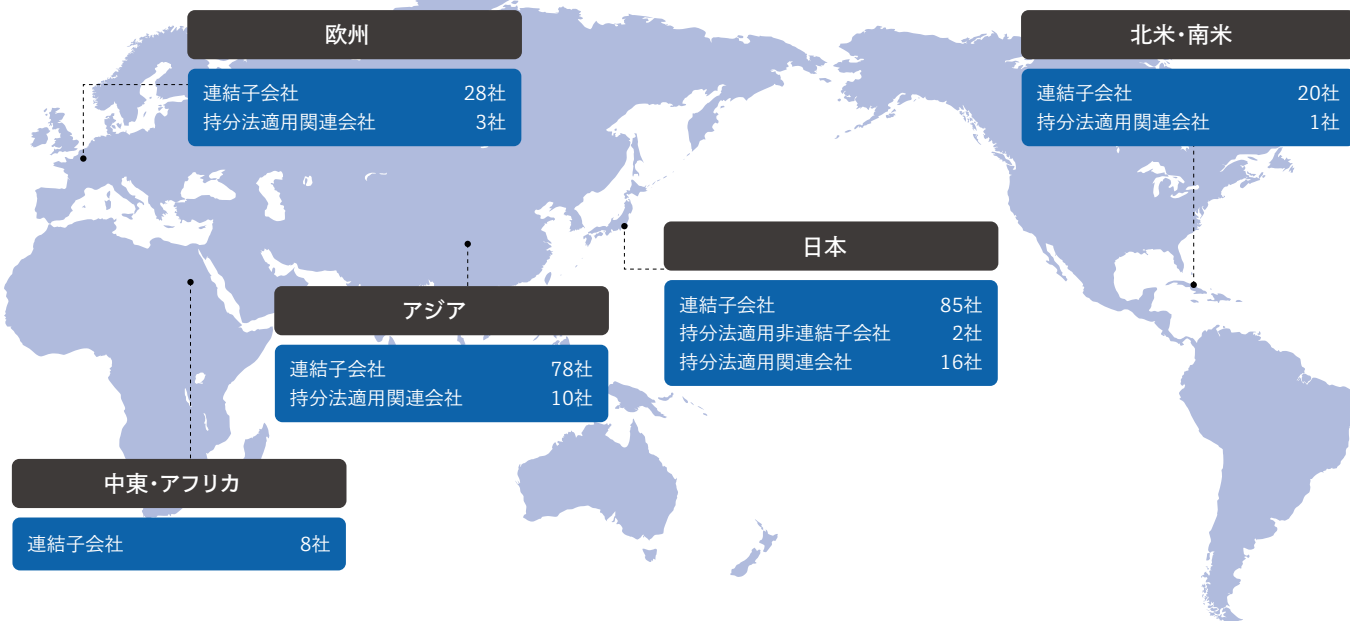 欧州
連結子会社 28社
持分法適用関連会社 3社
北米・南米
連結子会社 20社
持分法適用関連会社 1社
日本
連結子会社 85社
持分法適用非連結子会社 2社
持分法適用関連会社 16社
アジア
連結子会社 78社
持分法適用関連会社 10社
中東・アフリカ
連結子会社 8社